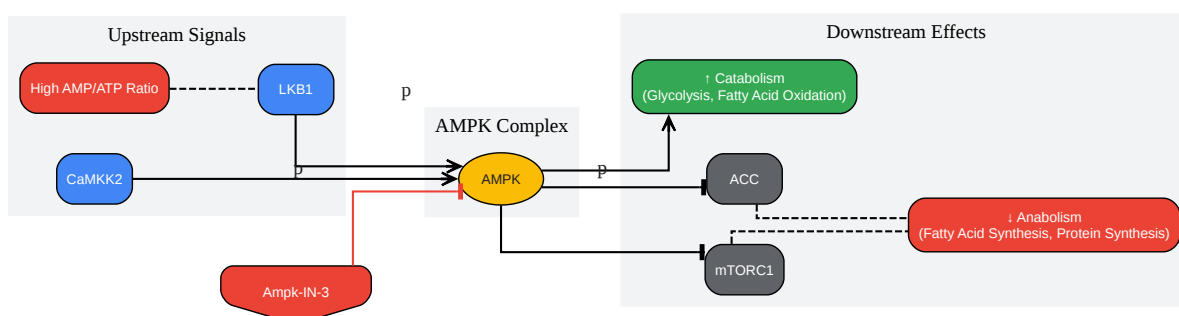 Upstream Signals
High AMP/ATP Ratio
LKB1
CaMKK2
p
p
AMPK Complex
AMPK
Ampk-IN-3
p
Downstream Effects
↑ Catabolism
(Glycolysis, Fatty Acid Oxidation)
ACC
mTORC1
↓ Anabolism
(Fatty Acid Synthesis, Protein Synthesis)